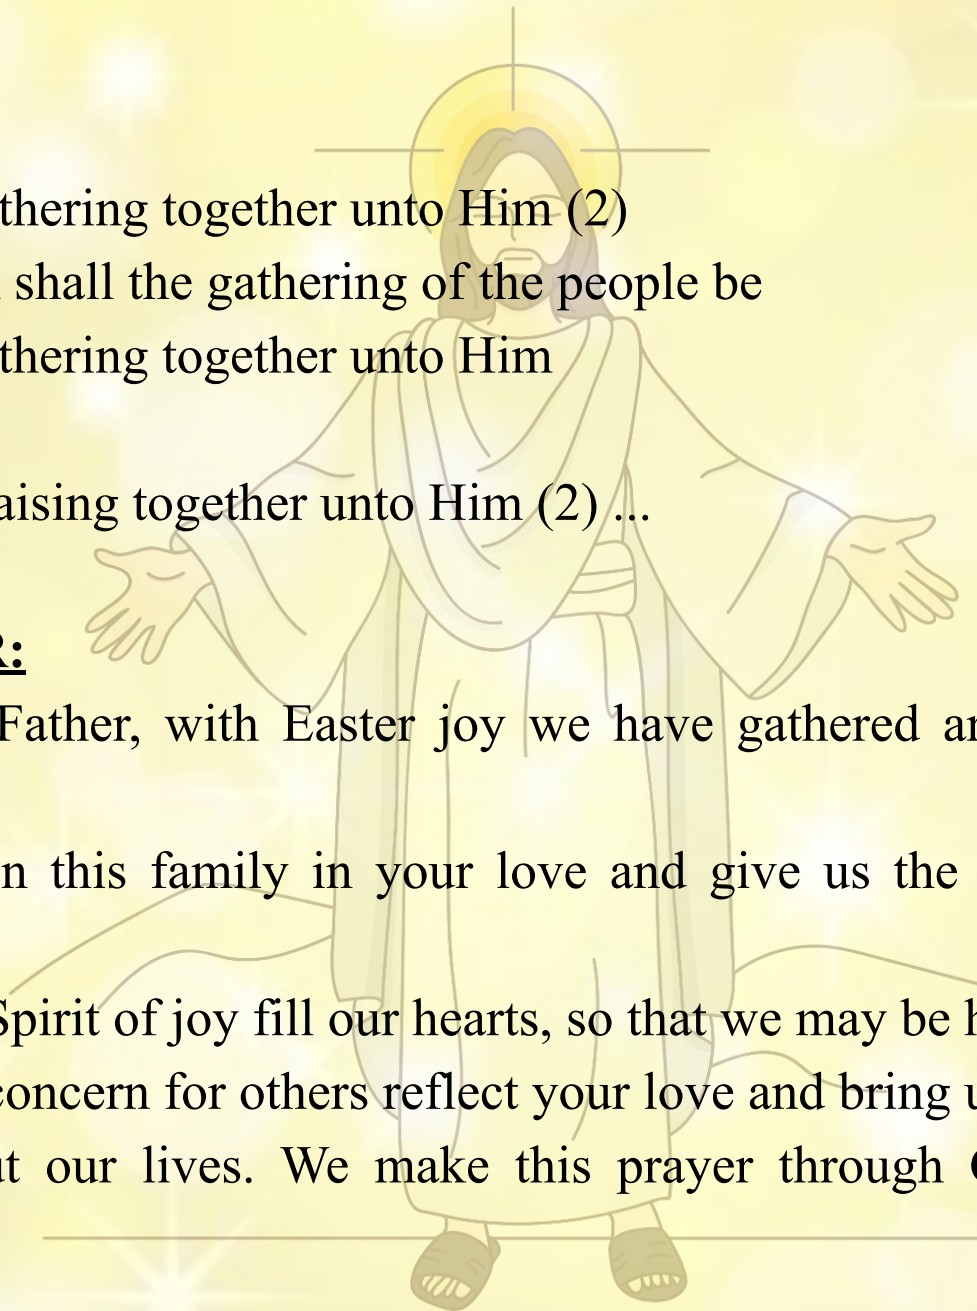 thering together unto Him (2)
shall the gathering of the people be
thering together unto Him
aising together unto Him (2) ...
R:
Father, with Easter joy we have gathered ar
n this family in your love and give us the
Spirit of joy fill our hearts, so that we may be h
concern for others reflect your love and bring u
ut our lives. We make this prayer through